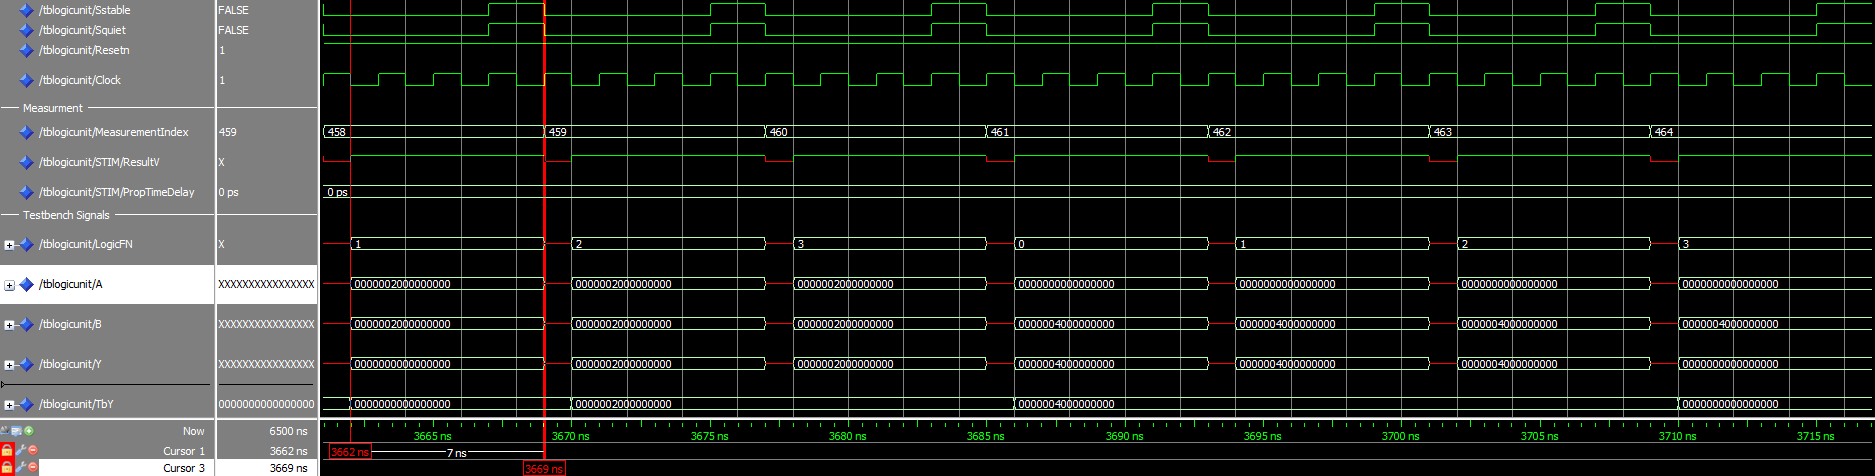 /tblogicunit/Sstable FALSE
/tblogicunit/Squiet FALSE
/tblogicunit/Resetn 1
/tblogicunit/Clock 1
Measurment
/tblogicunit/MeasurementIndex 459 458 459 460 461 462 463 464
/tblogicunit/STIM/ResultV X
/tblogicunit/STIM/PropTimeDelay 0 ps 0 ps
Testbench Signals
/tblogicunit/LogicFN X 1 2 3 0 1 2 3
/tblogicunit/A XXXXXXXXXXXXXXXX 0000002000000000 0000002000000000 0000002000000000 0000000000000000 0000000000000000 0000000000000000 0000000000000000
/tblogicunit/B XXXXXXXXXXXXXXXX 0000002000000000 0000002000000000 0000002000000000 0000004000000000 0000004000000000 0000004000000000 0000004000000000
/tblogicunit/Y XXXXXXXXXXXXXXXX 0000000000000000 0000002000000000 0000002000000000 0000004000000000 0000004000000000 0000004000000000 0000000000000000
/tblogicunit/TbY 0000000000000000 0000000000000000 0000002000000000 0000004000000000 0000000000000000
Now 6500 ns 3665 ns 3670 ns 3675 ns 3680 ns 3685 ns 3690 ns 3695 ns 3700 ns 3705 ns 3710 ns 3715 ns
Cursor 1 3662 ns 3662 ns 7 ns
Cursor 3 3669 ns 3669 ns